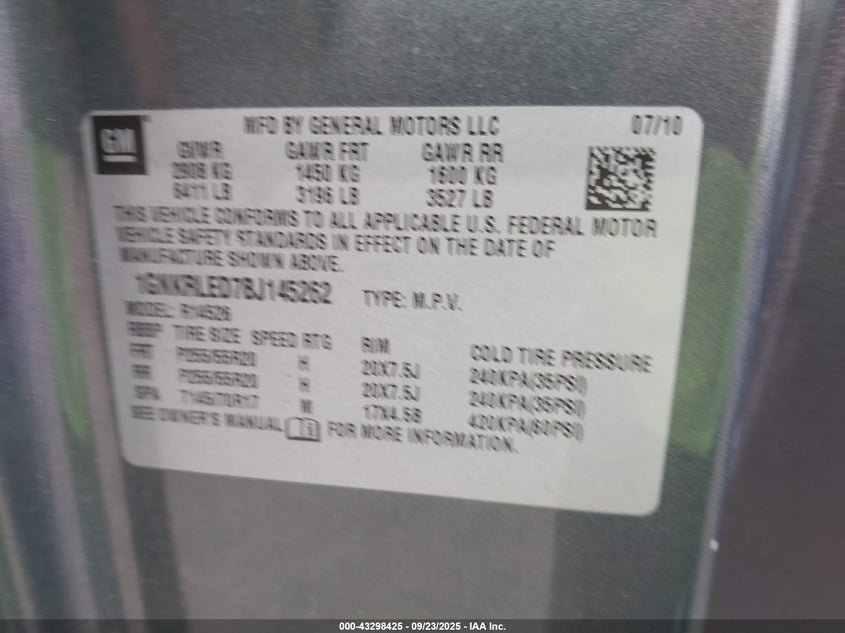 GM
MFD BY GENERAL MOTORS LLC 07/10
GVWR GAWR FRT GAWR RR
2908 KG 1450 KG 1600 KG
6411 LB 3196 LB 3527 LB
THIS VEHICLE CONFORMS TO ALL APPLICABLE U.S. FEDERAL MOTOR
VEHICLE SAFETY STANDARDS IN EFFECT ON THE DATE OF
MANUFACTURE SHOWN ABOVE.
1GNKRLED7BJ145262 TYPE: M.P.V.
MODEL: R14526
RBBP TIRE SIZE SPEED RTG RIM COLD TIRE PRESSURE
FRT P255/55R20 H 20X7.5J 240KPA(35PSI)
RR P255/55R20 H 20X7.5J 240KPA(35PSI)
SPA T145/70R17 M 17X4.5B 420KPA(60PSI)
SEE OWNER'S MANUAL FOR MORE INFORMATION.
000-43298425 - 09/23/2025 - IAA Inc.